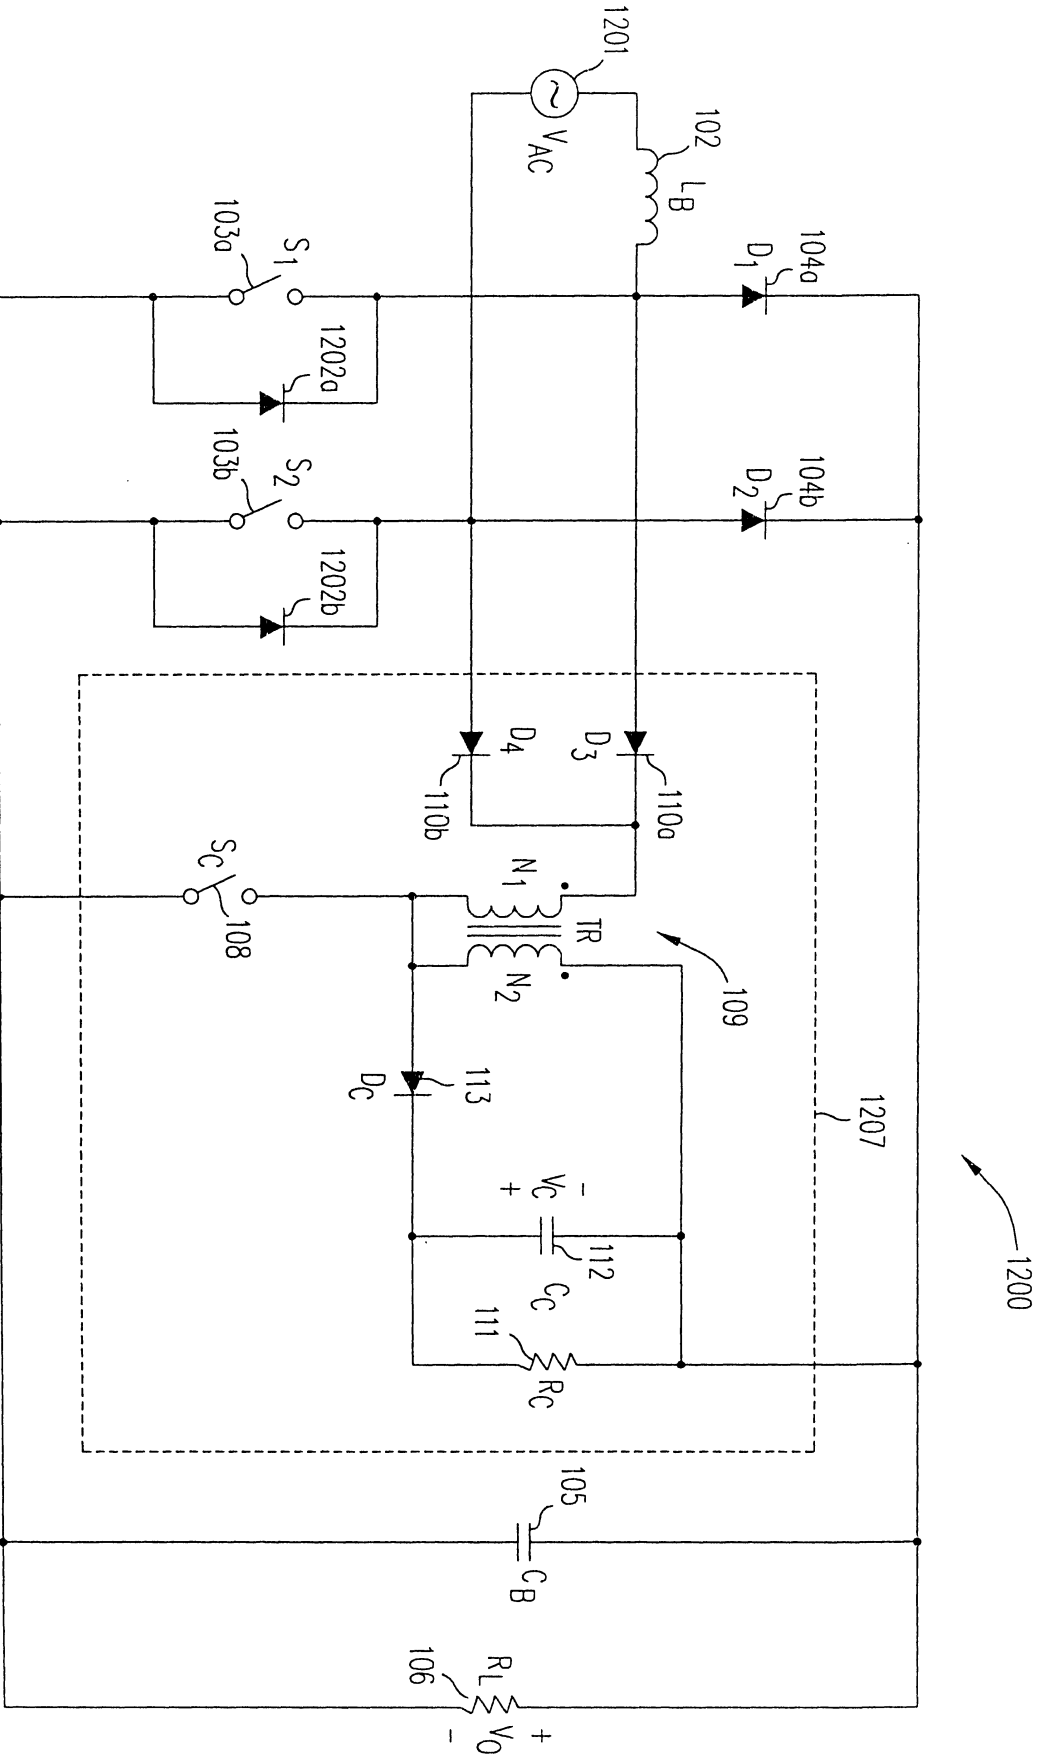 1200
1201
V_AC
102
L_B
104a
D_1
104b
D_2
S_1
103a
1202a
S_2
103b
1202b
1207
D_3
110a
D_4
110b
N_1
TR
N_2
109
S_C
108
113
D_C
-
V_C
+
112
C_C
111
R_C
105
C_B
R_L
106
+
V_O
-